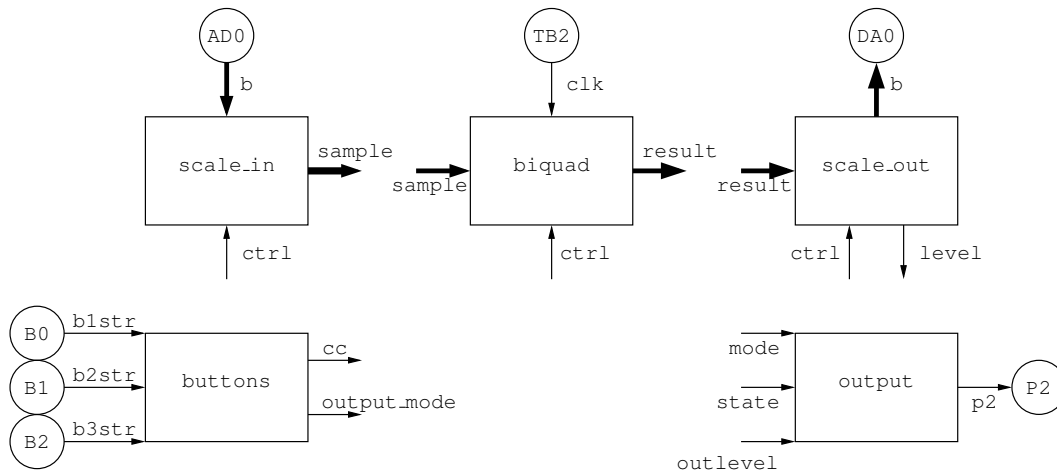 AD0 TB2 DA0
b clk b
scale_in sample sample biquad result result scale_out
ctrl ctrl ctrl level
B0 b1str cc mode
B1 b2str buttons state output p2 P2
output_mode
B2 b3str outlevel